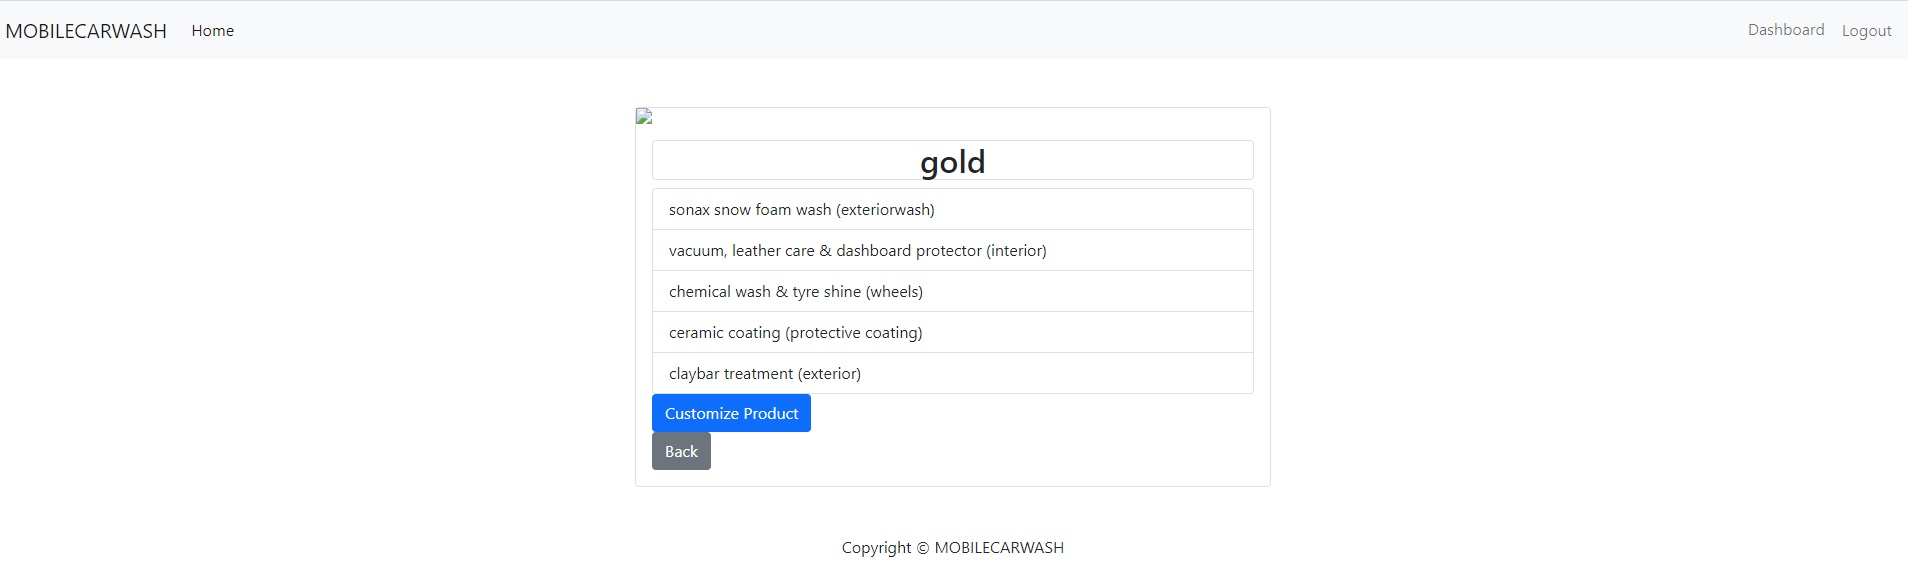 MOBILECARWASH Home Dashboard Logout
gold
sonax snow foam wash (exteriorwash)
vacuum, leather care & dashboard protector (interior)
chemical wash & tyre shine (wheels)
ceramic coating (protective coating)
claybar treatment (exterior)
Customize Product
Back
Copyright © MOBILECARWASH